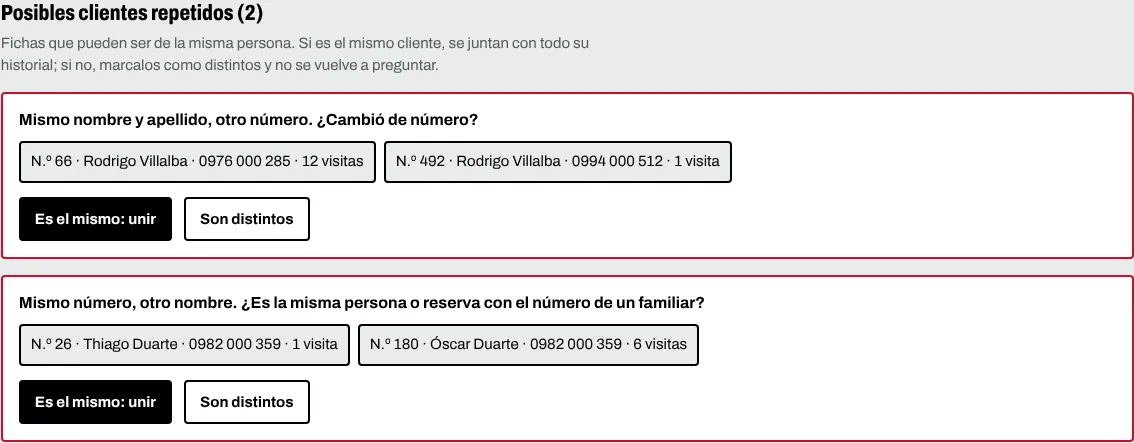 Posibles clientes repetidos (2)
Fichas que pueden ser de la misma persona. Si es el mismo cliente, se juntan con todo su
historial; si no, marcalos como distintos y no se vuelve a preguntar.
Mismo nombre y apellido, otro número. ¿Cambió de número?
N.º 66 · Rodrigo Villalba · 0976 000 285 · 12 visitas
N.º 492 · Rodrigo Villalba · 0994 000 512 · 1 visita
Es el mismo: unir
Son distintos
Mismo número, otro nombre. ¿Es la misma persona o reserva con el número de un familiar?
N.º 26 · Thiago Duarte · 0982 000 359 · 1 visita
N.º 180 · Óscar Duarte · 0982 000 359 · 6 visitas
Es el mismo: unir
Son distintos